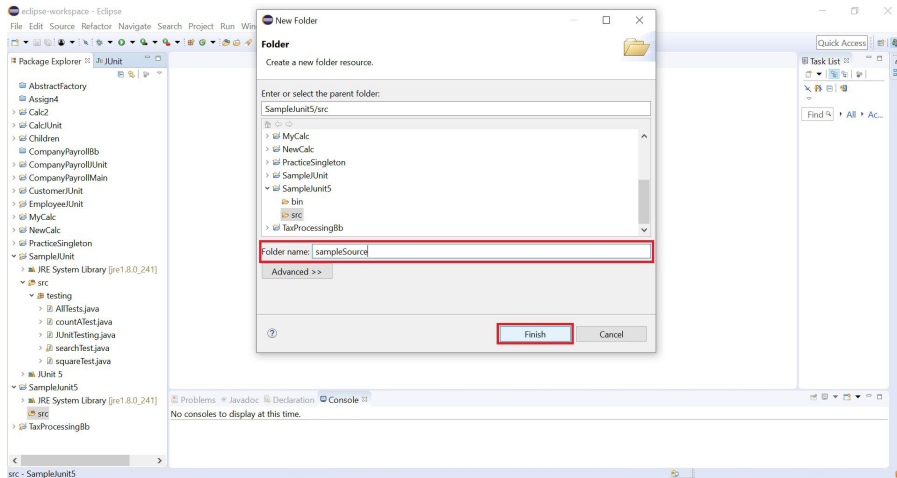 eclipse-workspace - Eclipse
File Edit Source Refactor Navigate Search Project Run Win
Quick Access
Package Explorer JUnit
AbstractFactory
Assign4
Calc2
CalcJUnit
Children
CompanyPayrollBb
CompanyPayrollJUnit
CompanyPayrollMain
CustomerJUnit
EmployeeJUnit
MyCalc
NewCalc
PracticeSingleton
SampleJUnit
JRE System Library [jre1.8.0_241]
src
testing
AllTests.java
countATest.java
JUnitTesting.java
searchTest.java
squareTest.java
JUnit 5
SampleJunit5
JRE System Library [jre1.8.0_241]
src
TaxProcessingBb
New Folder
Folder
Create a new folder resource.
Enter or select the parent folder:
SampleJunit5/src
MyCalc
NewCalc
PracticeSingleton
SampleJUnit
SampleJunit5
bin
src
TaxProcessingBb
Folder name: sampleSource
Advanced >>
Finish Cancel
Task List
Find All Ac...
Problems Javadoc Declaration Console
No consoles to display at this time.
src - SampleJunit5